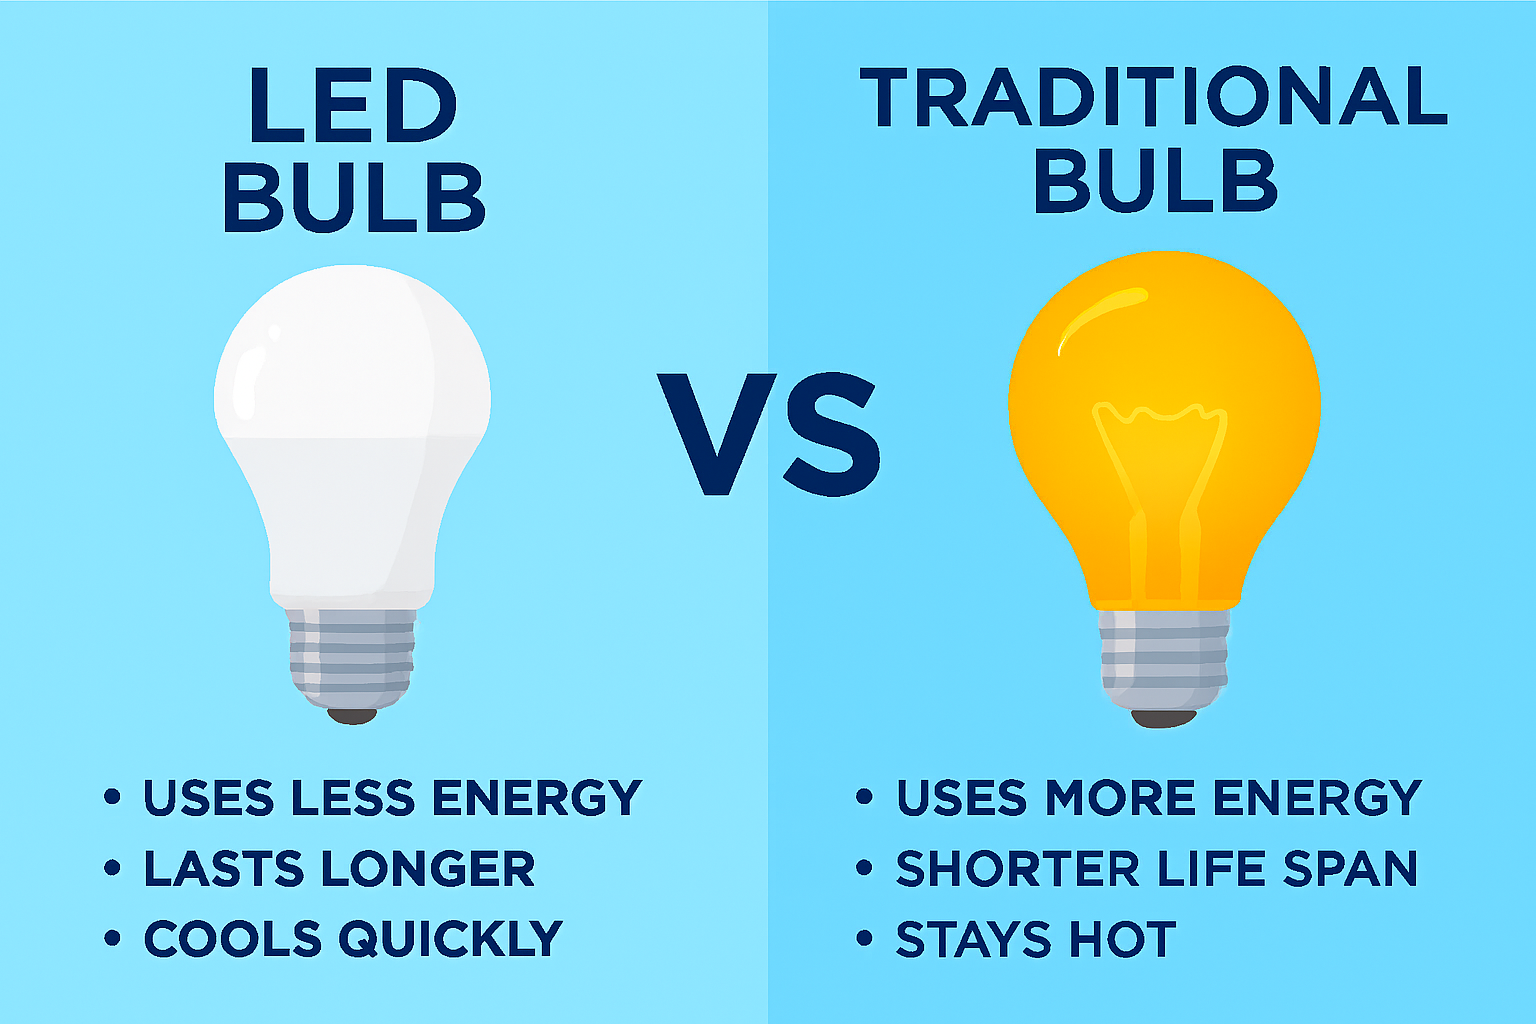 LED
BULB
VS
TRADITIONAL
BULB
• USES LESS ENERGY
• LASTS LONGER
• COOLS QUICKLY
• USES MORE ENERGY
• SHORTER LIFE SPAN
• STAYS HOT